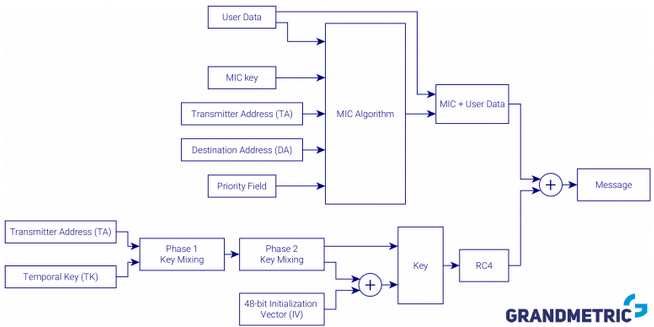 User Data
MIC key
Transmitter Address (TA)
Destination Address (DA)
Priority Field
MIC Algorithm
MIC + User Data
Message
Transmitter Address (TA)
Temporal Key (TK)
Phase 1
Key Mixing
Phase 2
Key Mixing
48-bit Initialization
Vector (IV)
Key
RC4
GRANDMETRIC